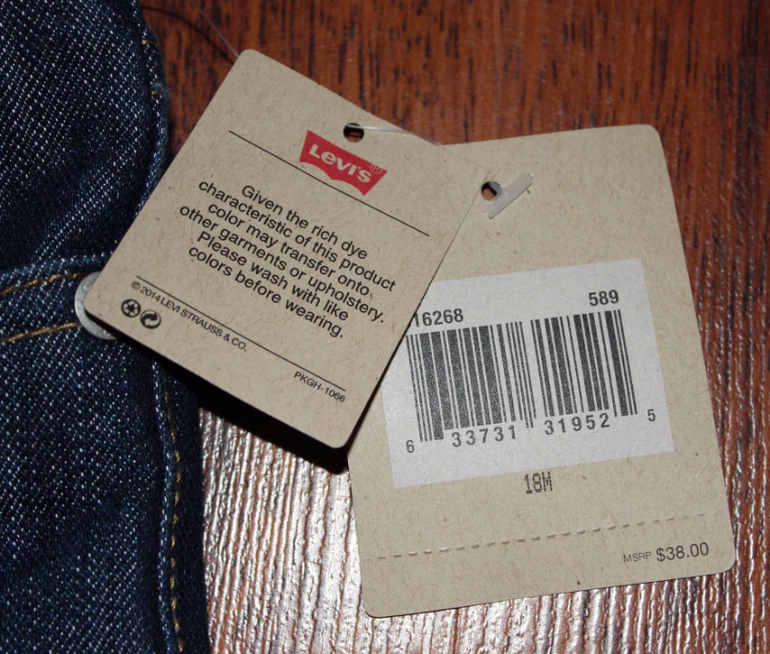 Levi's®
Given the rich dye
characteristic of this product
color may transfer onto
other garments or upholstery.
Please wash with like
colors before wearing.
©2014 LEVI STRAUSS & CO.
PKGH-1066
16268 589
6 33731 31952 5
18M
MSRP $38.00